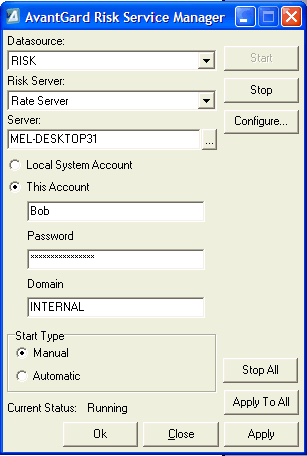 AvantGard Risk Service Manager
Datasource:
RISK
Start
Risk Server:
Rate Server
Stop
Server:
MEL-DESKTOP31
...
Configure...
Local System Account
This Account
Bob
Password
***************
Domain
INTERNAL
Start Type
Manual
Automatic
Stop All
Apply To All
Current Status: Running
Ok
Close
Apply